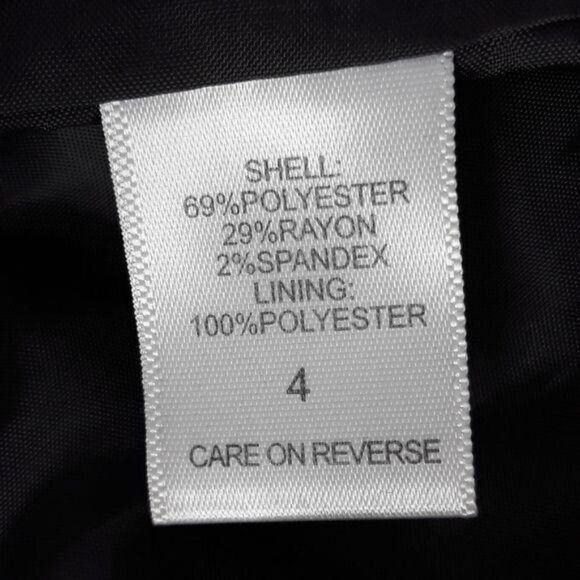 SHELL:
69%POLYESTER
29%RAYON
2%SPANDEX
LINING:
100%POLYESTER
4
CARE ON REVERSE